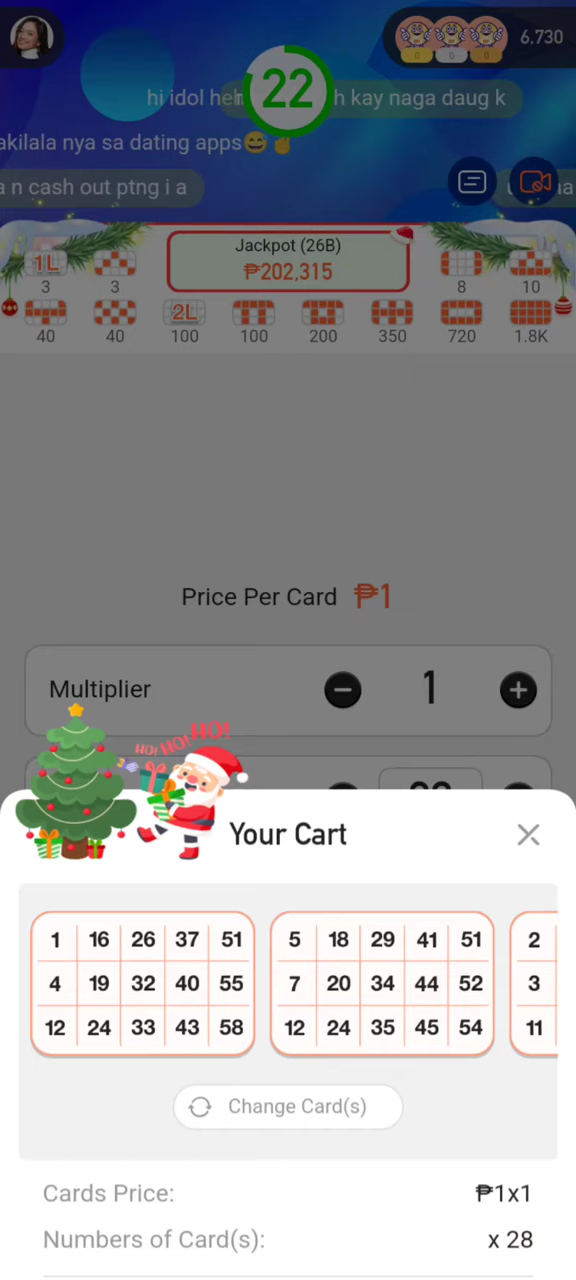 6.730
22
hi idol
h kay naga daug k
akilala nya sa dating apps😄✌
a n cash out ptng i a
Jackpot (26B)
₱202,315
1L
3
3
8
10
2L
40
40
100
100
200
350
720
1.8K
Price Per Card ₱1
Multiplier
1
HO! HO! HO!
Your Cart
1 16 26 37 51
4 19 32 40 55
12 24 33 43 58
5 18 29 41 51
7 20 34 44 52
12 24 35 45 54
2
3
11
Change Card(s)
Cards Price: ₱1x1
Numbers of Card(s): x 28